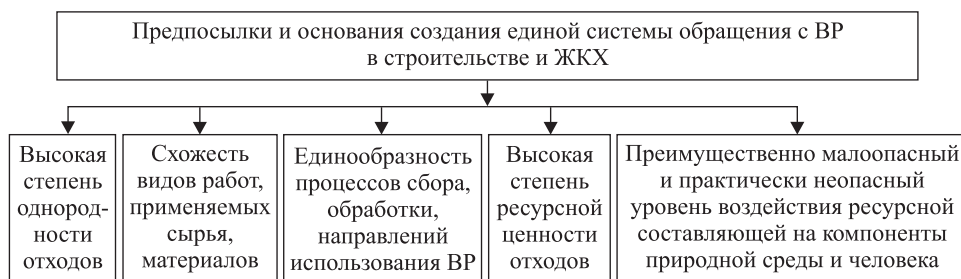 Предпосылки и основания создания единой системы обращения с ВР
в строительстве и ЖКХ
Высокая
степень
однород-
ности
отходов
Схожесть
видов работ,
применяемых
сырья,
материалов
Единообразность
процессов сбора,
обработки,
направлений
использования ВР
Высокая
степень
ресурсной
ценности
отходов
Преимущественно малоопасный
и практически неопасный
уровень воздействия ресурсной
составляющей на компоненты
природной среды и человека